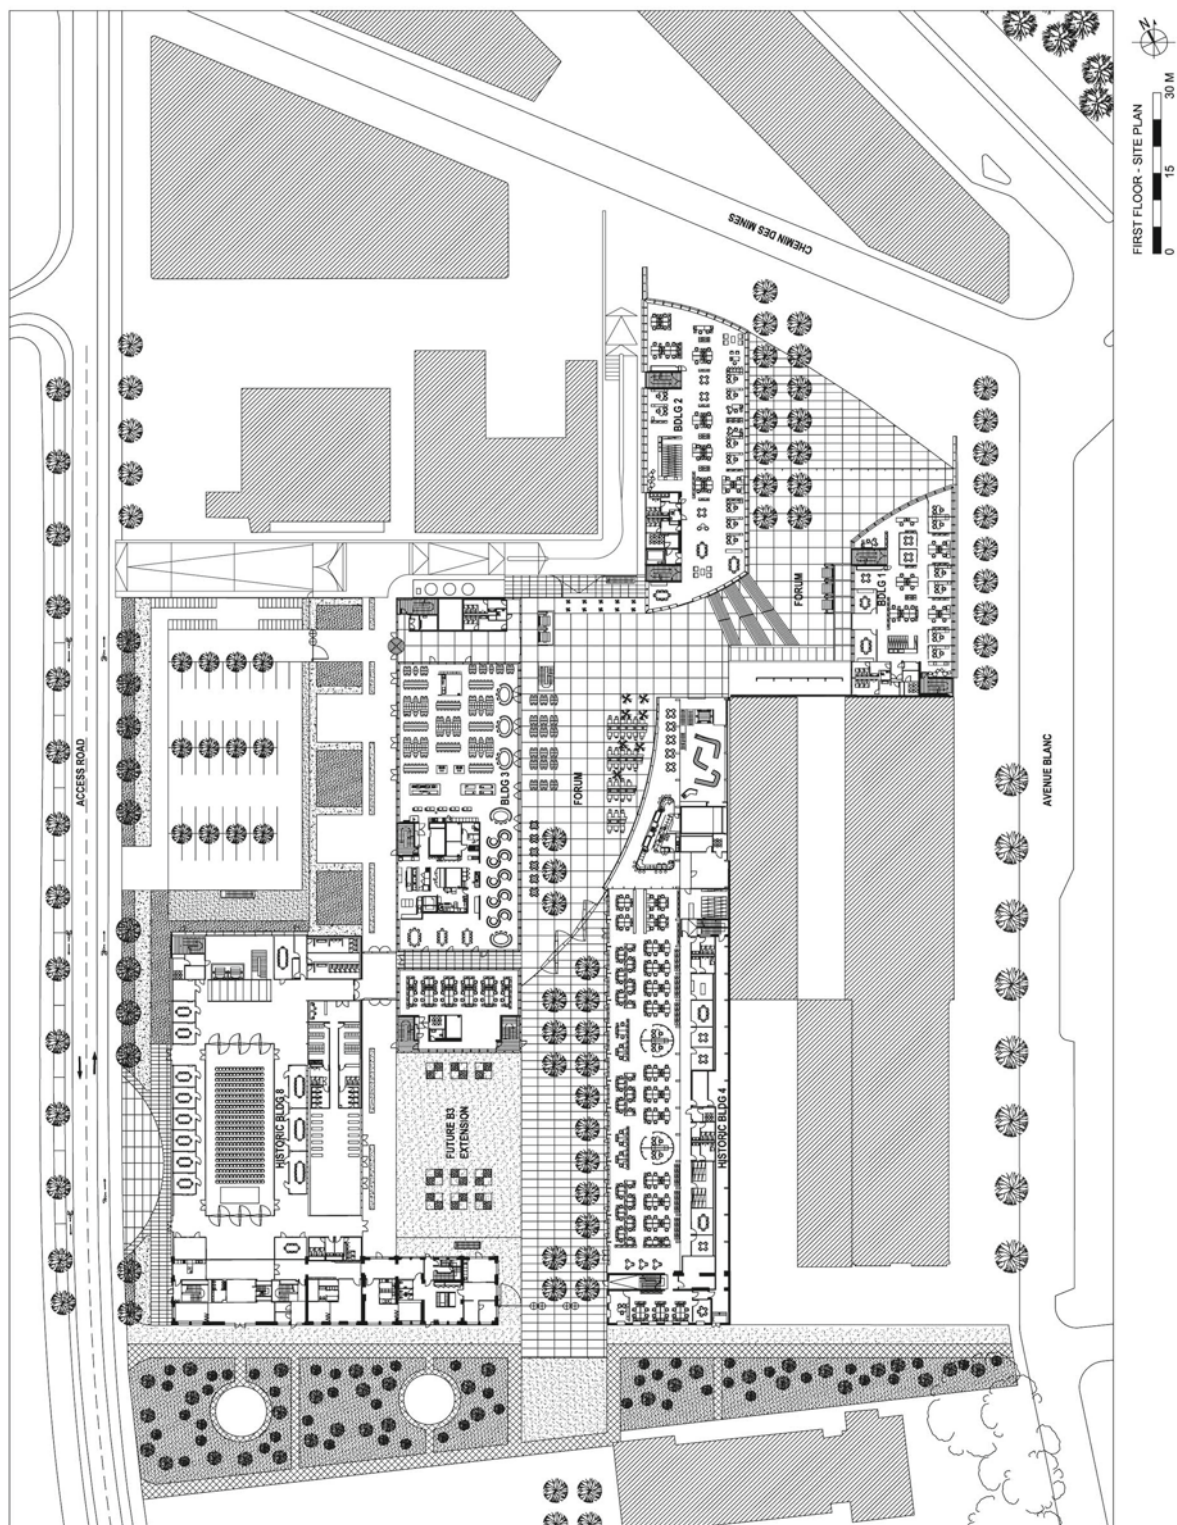 N
30 M
15
0
FIRST FLOOR - SITE PLAN
CHEMIN DES MINES
BDLG 2
FORUM
BDLG 1
ACCESS ROAD
BLDG 3
FORUM
AVENUE BLANC
HISTORIC BLDG 8
FUTURE B3
EXTENSION
HISTORIC BLDG 4